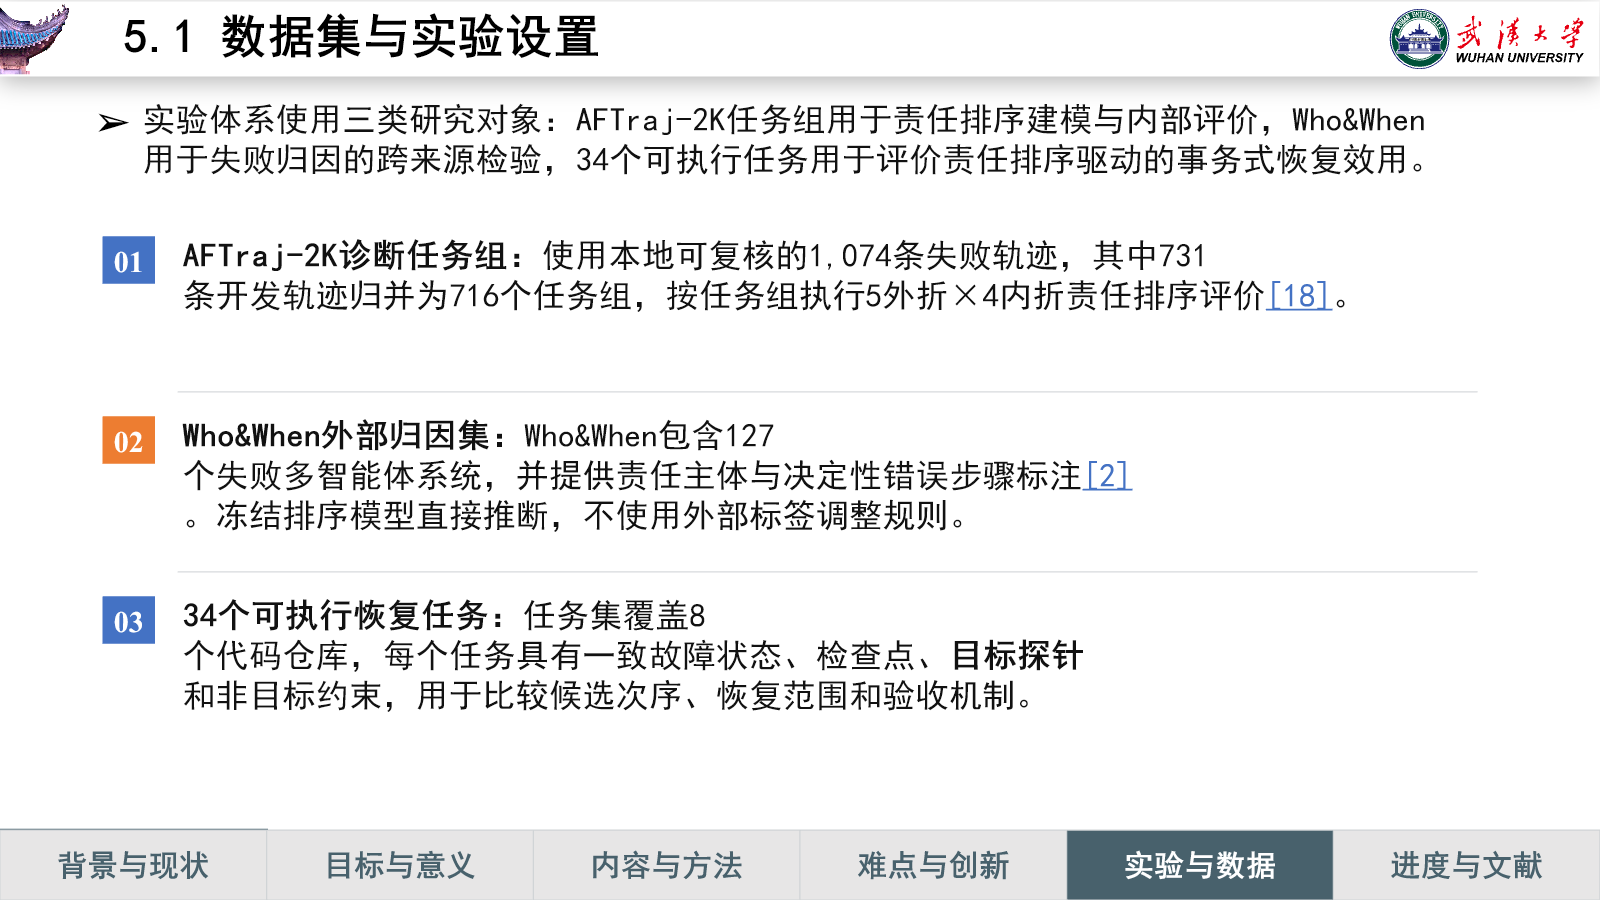 5.1 数据集与实验设置
武汉大学
WUHAN UNIVERSITY
➢ 实验体系使用三类研究对象：AFTraj-2K任务组用于责任排序建模与内部评价，Who&When
用于失败归因的跨来源检验，34个可执行任务用于评价责任排序驱动的事务式恢复效用。
01
AFTraj-2K诊断任务组：使用本地可复核的1,074条失败轨迹，其中731
条开发轨迹归并为716个任务组，按任务组执行5外折×4内折责任排序评价[18]。
02
Who&When外部归因集：Who&When包含127
个失败多智能体系统，并提供责任主体与决定性错误步骤标注[2]
。冻结排序模型直接推断，不使用外部标签调整规则。
03
34个可执行恢复任务：任务集覆盖8
个代码仓库，每个任务具有一致故障状态、检查点、目标探针
和非目标约束，用于比较候选次序、恢复范围和验收机制。
背景与现状
目标与意义
内容与方法
难点与创新
实验与数据
进度与文献